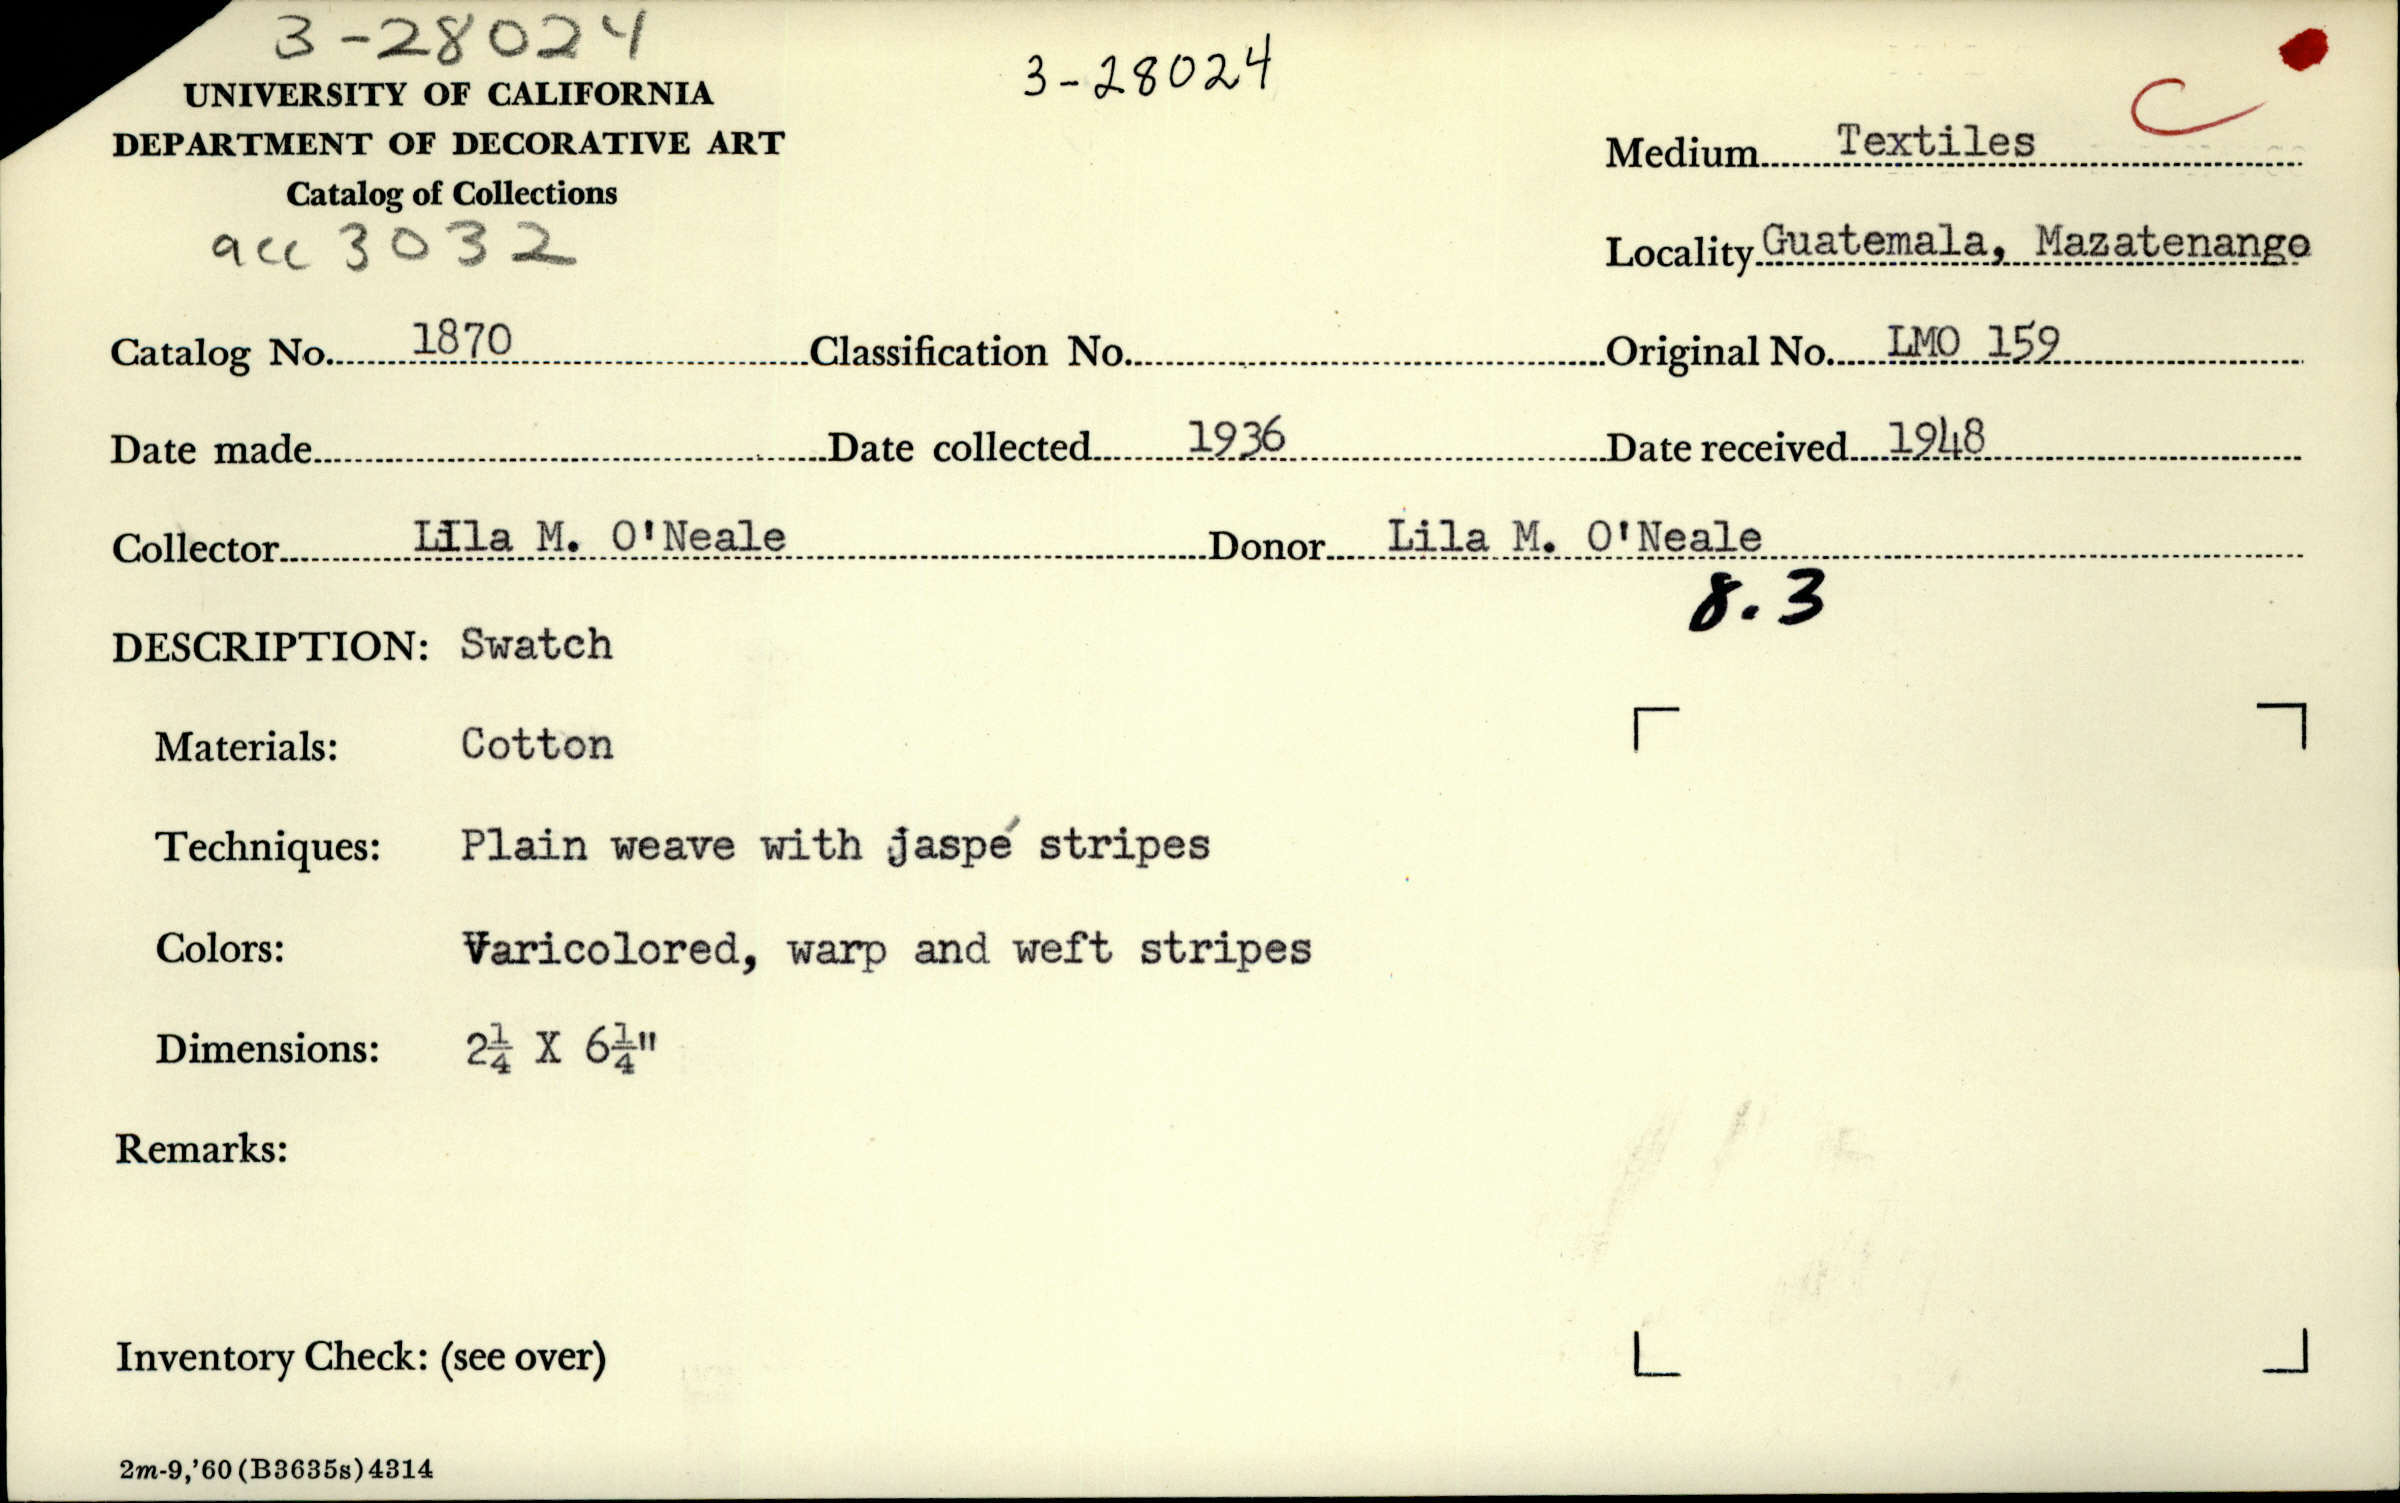 3-28024
3-28024
UNIVERSITY OF CALIFORNIA
DEPARTMENT OF DECORATIVE ART
Catalog of Collections
acc 3032
C
Medium Textiles
Locality Guatemala, Mazatenango
Catalog No. 1870 Classification No. Original No. LMO 159
Date made Date collected 1936 Date received 1948
Collector Lila M. O'Neale Donor Lila M. O'Neale
8.3
DESCRIPTION: Swatch
Materials: Cotton
Techniques: Plain weave with jaspé stripes
Colors: Varicolored, warp and weft stripes
Dimensions: 2¼ X 6¼"
Remarks:
Inventory Check: (see over)
2m-9,'60(B3635s)4314